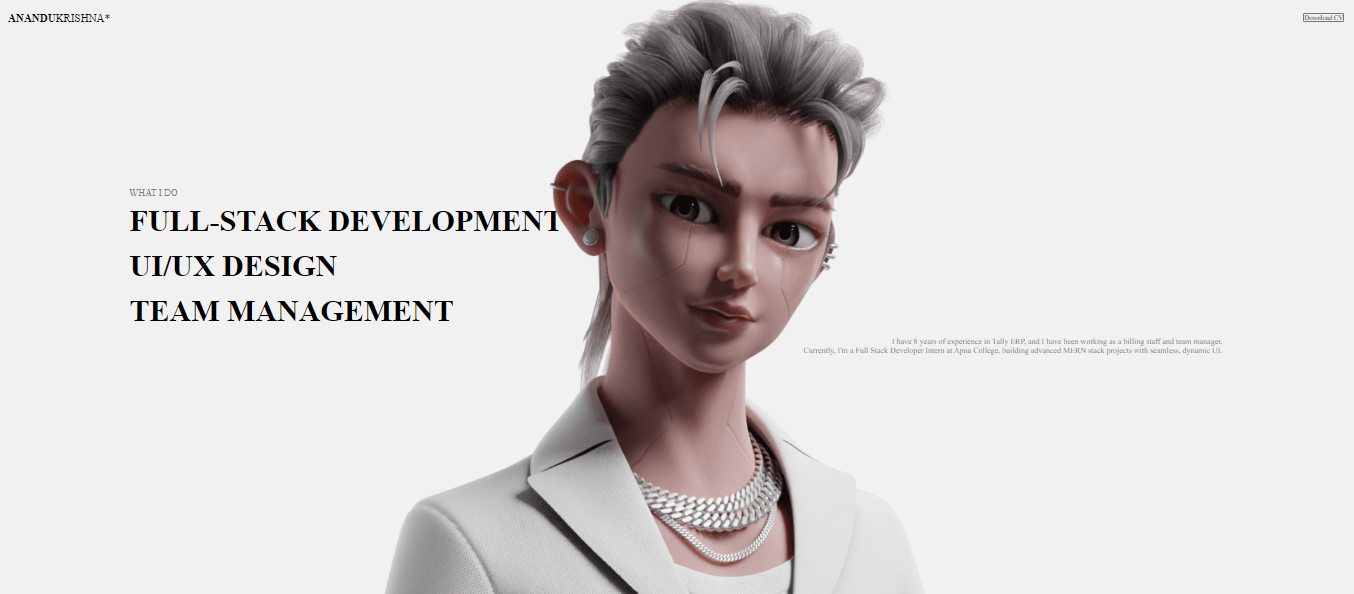 ANANDUKRISHNA*
Download CV
WHAT I DO
FULL-STACK DEVELOPMENT
UI/UX DESIGN
TEAM MANAGEMENT
I have 8 years of experience in Tally ERP, and I have been working as a billing staff and team manager.
Currently, I'm a Full Stack Developer Intern at Apna College, building advanced MERN stack projects with seamless, dynamic UI.